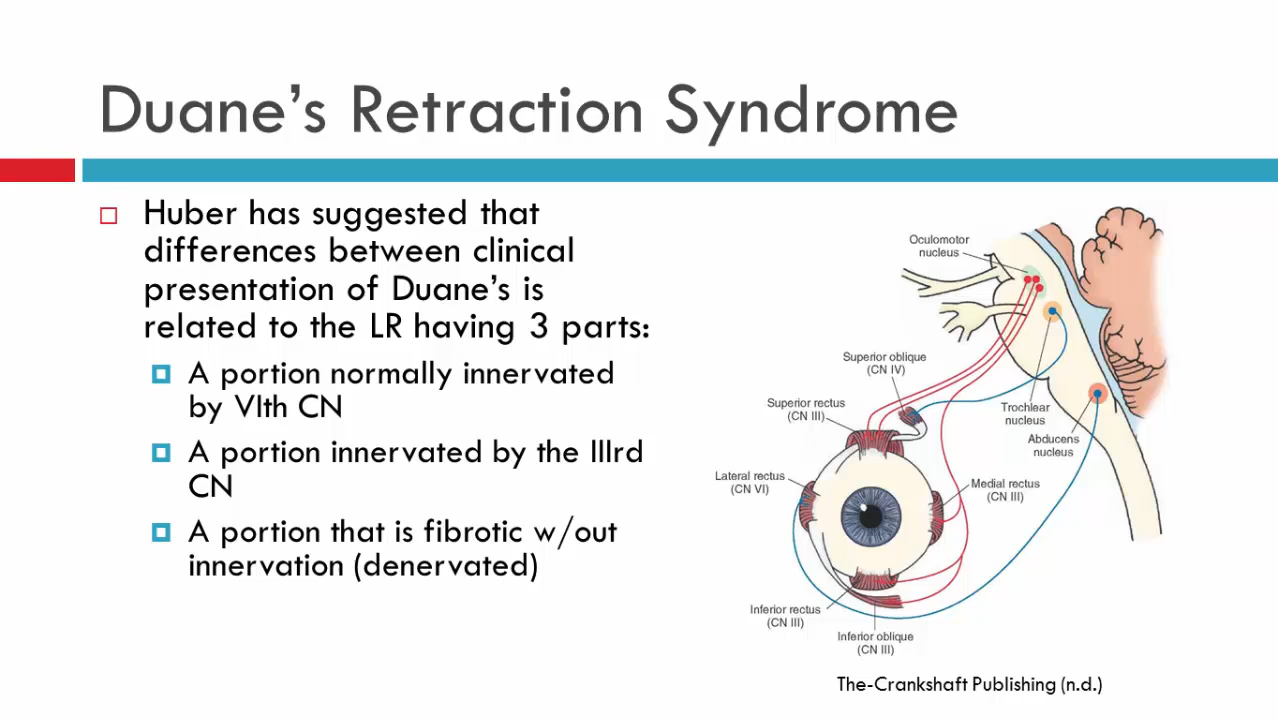 Duane’s Retraction Syndrome
Huber has suggested that
differences between clinical
presentation of Duane’s is
related to the LR having 3 parts:
A portion normally innervated
by VIth CN
A portion innervated by the IIIrd
CN
A portion that is fibrotic w/out
innervation (denervated)
Oculomotor
nucleus
Superior oblique
(CN IV)
Superior rectus
(CN III)
Trochlear
nucleus
Abducens
nucleus
Lateral rectus
(CN VI)
Medial rectus
(CN III)
Inferior rectus
(CN III)
Inferior oblique
(CN III)
The-Crankshaft Publishing (n.d.)